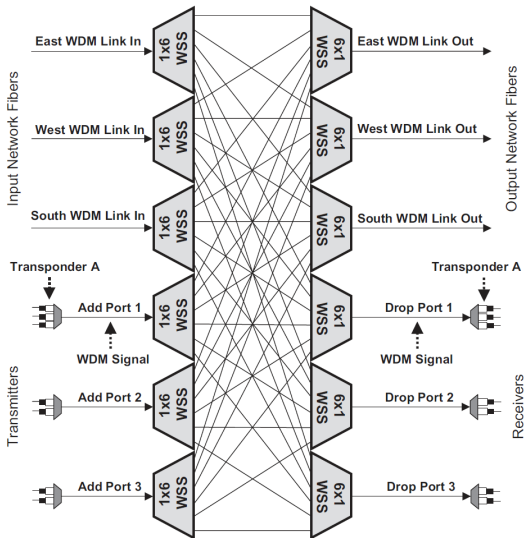 East WDM Link In
1x6
WSS
6x1
WSS
East WDM Link Out
Input Network Fibers
Output Network Fibers
West WDM Link In
1x6
WSS
6x1
WSS
West WDM Link Out
South WDM Link In
1x6
WSS
6x1
WSS
South WDM Link Out
Transponder A
Transponder A
Add Port 1
1x6
WSS
6x1
WSS
Drop Port 1
WDM Signal
WDM Signal
Transmitters
Receivers
Add Port 2
1x6
WSS
6x1
WSS
Drop Port 2
Add Port 3
1x6
WSS
6x1
WSS
Drop Port 3